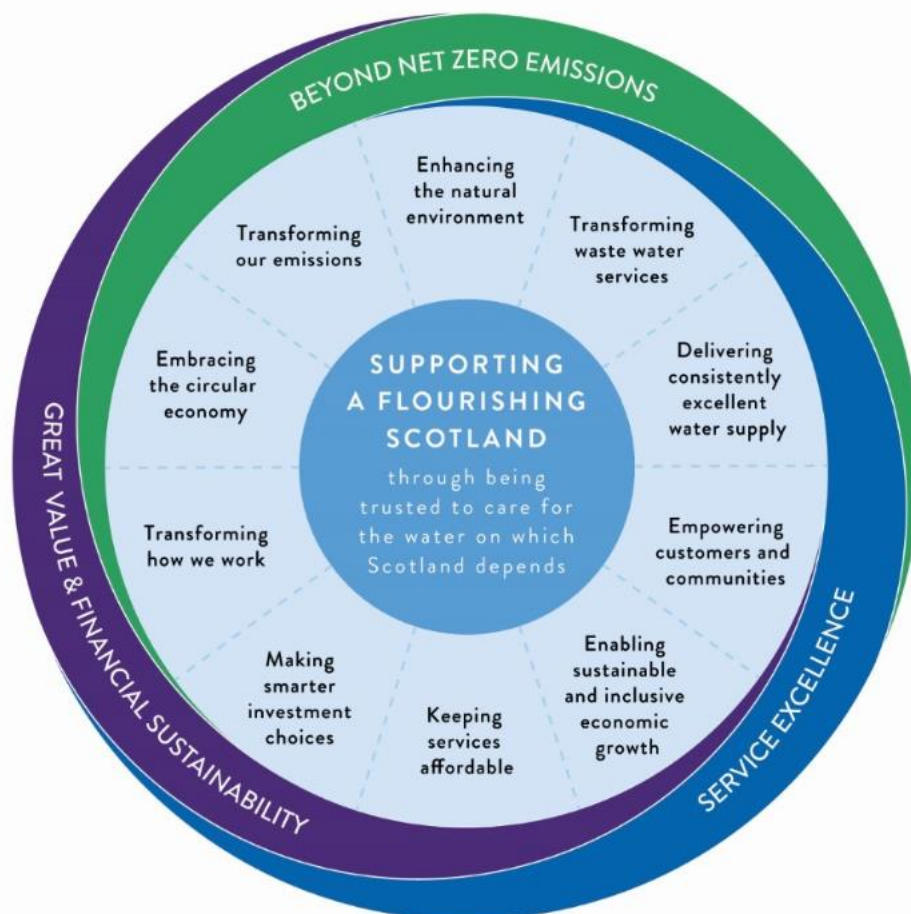 BEYOND NET ZERO EMISSIONS
Enhancing
the natural
environment
Transforming
waste water
services
Delivering
consistently
excellent
water supply
Empowering
customers and
communities
Enabling
sustainable
and inclusive
economic
growth
Keeping
services
affordable
Making
smarter
investment
choices
Transforming
how we work
Embracing
the circular
economy
Transforming
our emissions
SUPPORTING
A FLOURISHING
SCOTLAND
through being
trusted to care for
the water on which
Scotland depends
SERVICE EXCELLENCE
GREAT VALUE & FINANCIAL SUSTAINABILITY